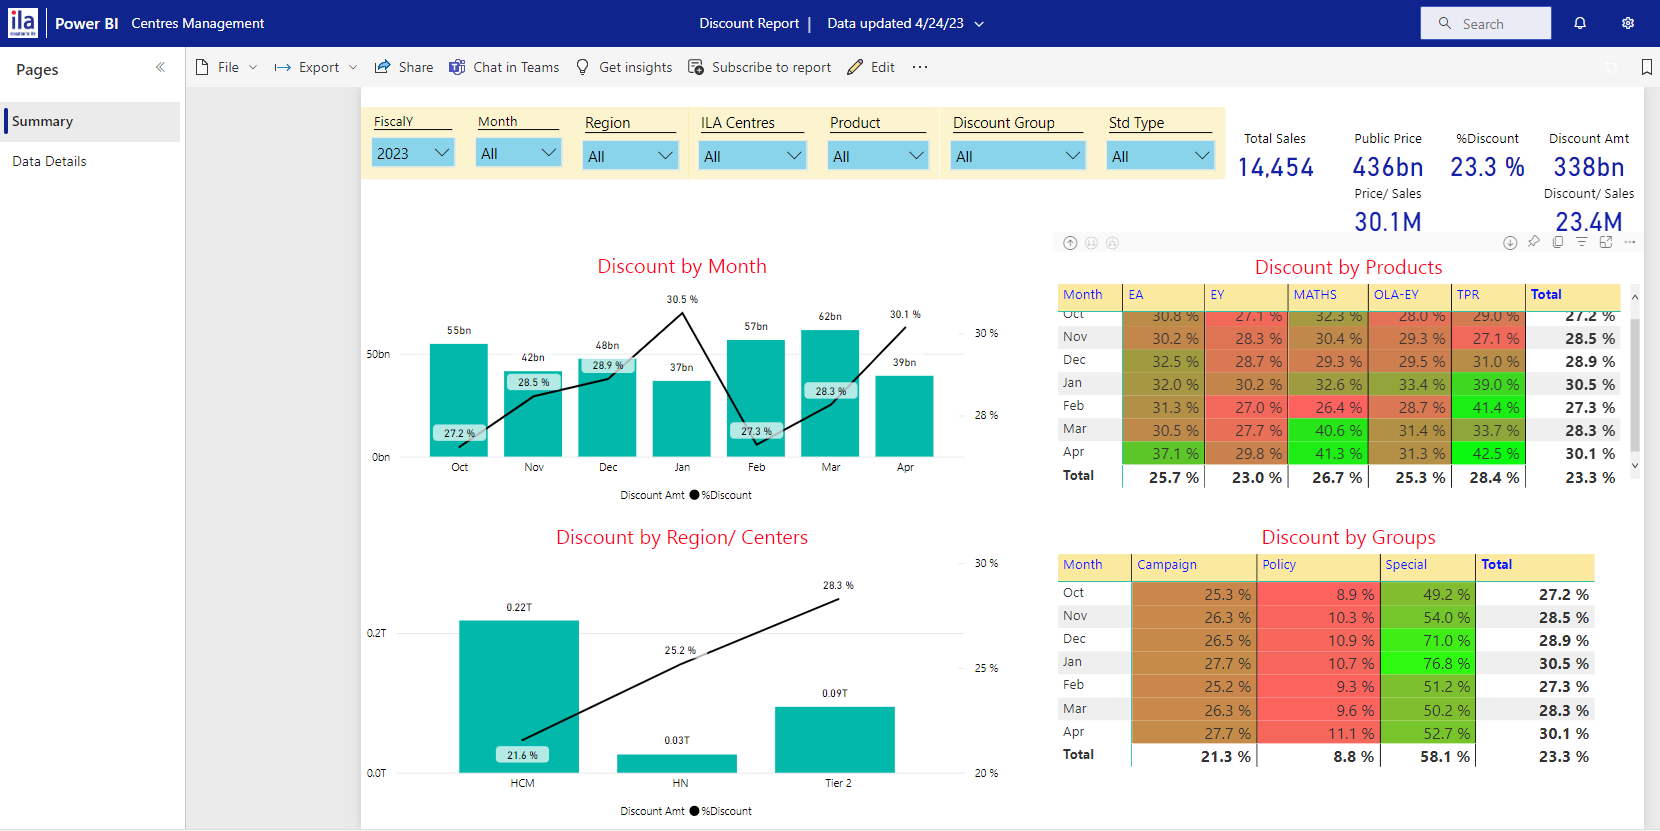 ila Power BI Centres Management Discount Report | Data updated 4/24/23 Search
Pages
Summary
Data Details
File Export Share Chat in Teams Get insights Subscribe to report Edit ...
FiscalY Month Region ILA Centres Product Discount Group Std Type
2023 All All All All All All
Total Sales Public Price %Discount Discount Amt
14,454 436bn 23.3 % 338bn
Price/ Sales Discount/ Sales
30.1M 23.4M
Discount by Month
30.5 %
55bn 42bn 48bn 37bn 57bn 62bn 39bn
27.2 % 28.5 % 28.9 % 27.3 % 28.3 % 30.1 %
50bn
0bn
30 %
28 %
Oct Nov Dec Jan Feb Mar Apr
Discount Amt %Discount
Discount by Products
Month EA EY MATHS OLA-EY TPR Total
Oct 30.8 % 27.1 % 32.3 % 28.0 % 29.0 % 27.2 %
Nov 30.2 % 28.3 % 30.4 % 29.3 % 27.1 % 28.5 %
Dec 32.5 % 28.7 % 29.3 % 29.5 % 31.0 % 28.9 %
Jan 32.0 % 30.2 % 32.6 % 33.4 % 39.0 % 30.5 %
Feb 31.3 % 27.0 % 26.4 % 28.7 % 41.4 % 27.3 %
Mar 30.5 % 27.7 % 40.6 % 31.4 % 33.7 % 28.3 %
Apr 37.1 % 29.8 % 41.3 % 31.3 % 42.5 % 30.1 %
Total 25.7 % 23.0 % 26.7 % 25.3 % 28.4 % 23.3 %
Discount by Region/ Centers
0.22T 0.03T 0.09T
21.6 % 25.2 % 28.3 %
0.2T
0.0T
30 %
25 %
20 %
HCM HN Tier 2
Discount Amt %Discount
Discount by Groups
Month Campaign Policy Special Total
Oct 25.3 % 8.9 % 49.2 % 27.2 %
Nov 26.3 % 10.3 % 54.0 % 28.5 %
Dec 26.5 % 10.9 % 71.0 % 28.9 %
Jan 27.7 % 10.7 % 76.8 % 30.5 %
Feb 25.2 % 9.3 % 51.2 % 27.3 %
Mar 26.3 % 9.6 % 50.2 % 28.3 %
Apr 27.7 % 11.1 % 52.7 % 30.1 %
Total 21.3 % 8.8 % 58.1 % 23.3 %